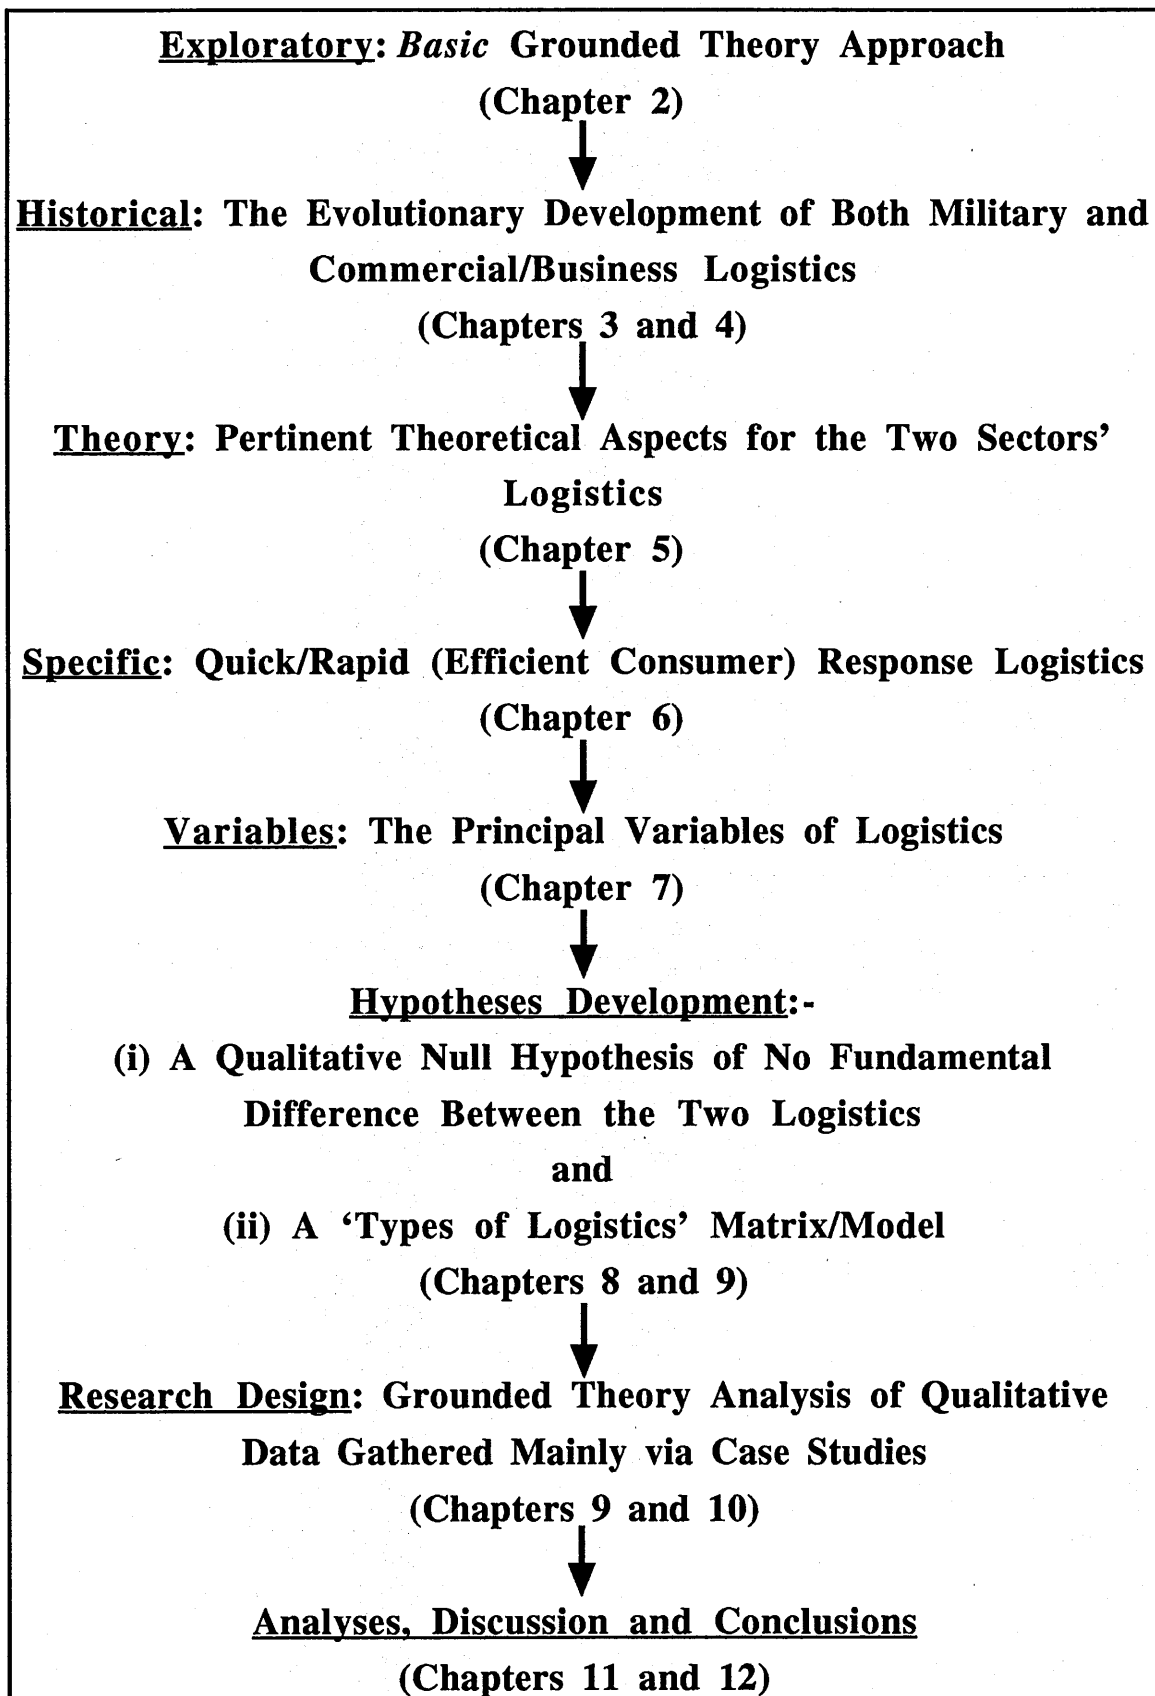 Exploratory: Basic Grounded Theory Approach
(Chapter 2)
Historical: The Evolutionary Development of Both Military and
Commercial/Business Logistics
(Chapters 3 and 4)
Theory: Pertinent Theoretical Aspects for the Two Sectors’
Logistics
(Chapter 5)
Specific: Quick/Rapid (Efficient Consumer) Response Logistics
(Chapter 6)
Variables: The Principal Variables of Logistics
(Chapter 7)
Hypotheses Development:-
(i) A Qualitative Null Hypothesis of No Fundamental
Difference Between the Two Logistics
and
(ii) A ‘Types of Logistics’ Matrix/Model
(Chapters 8 and 9)
Research Design: Grounded Theory Analysis of Qualitative
Data Gathered Mainly via Case Studies
(Chapters 9 and 10)
Analyses, Discussion and Conclusions
(Chapters 11 and 12)